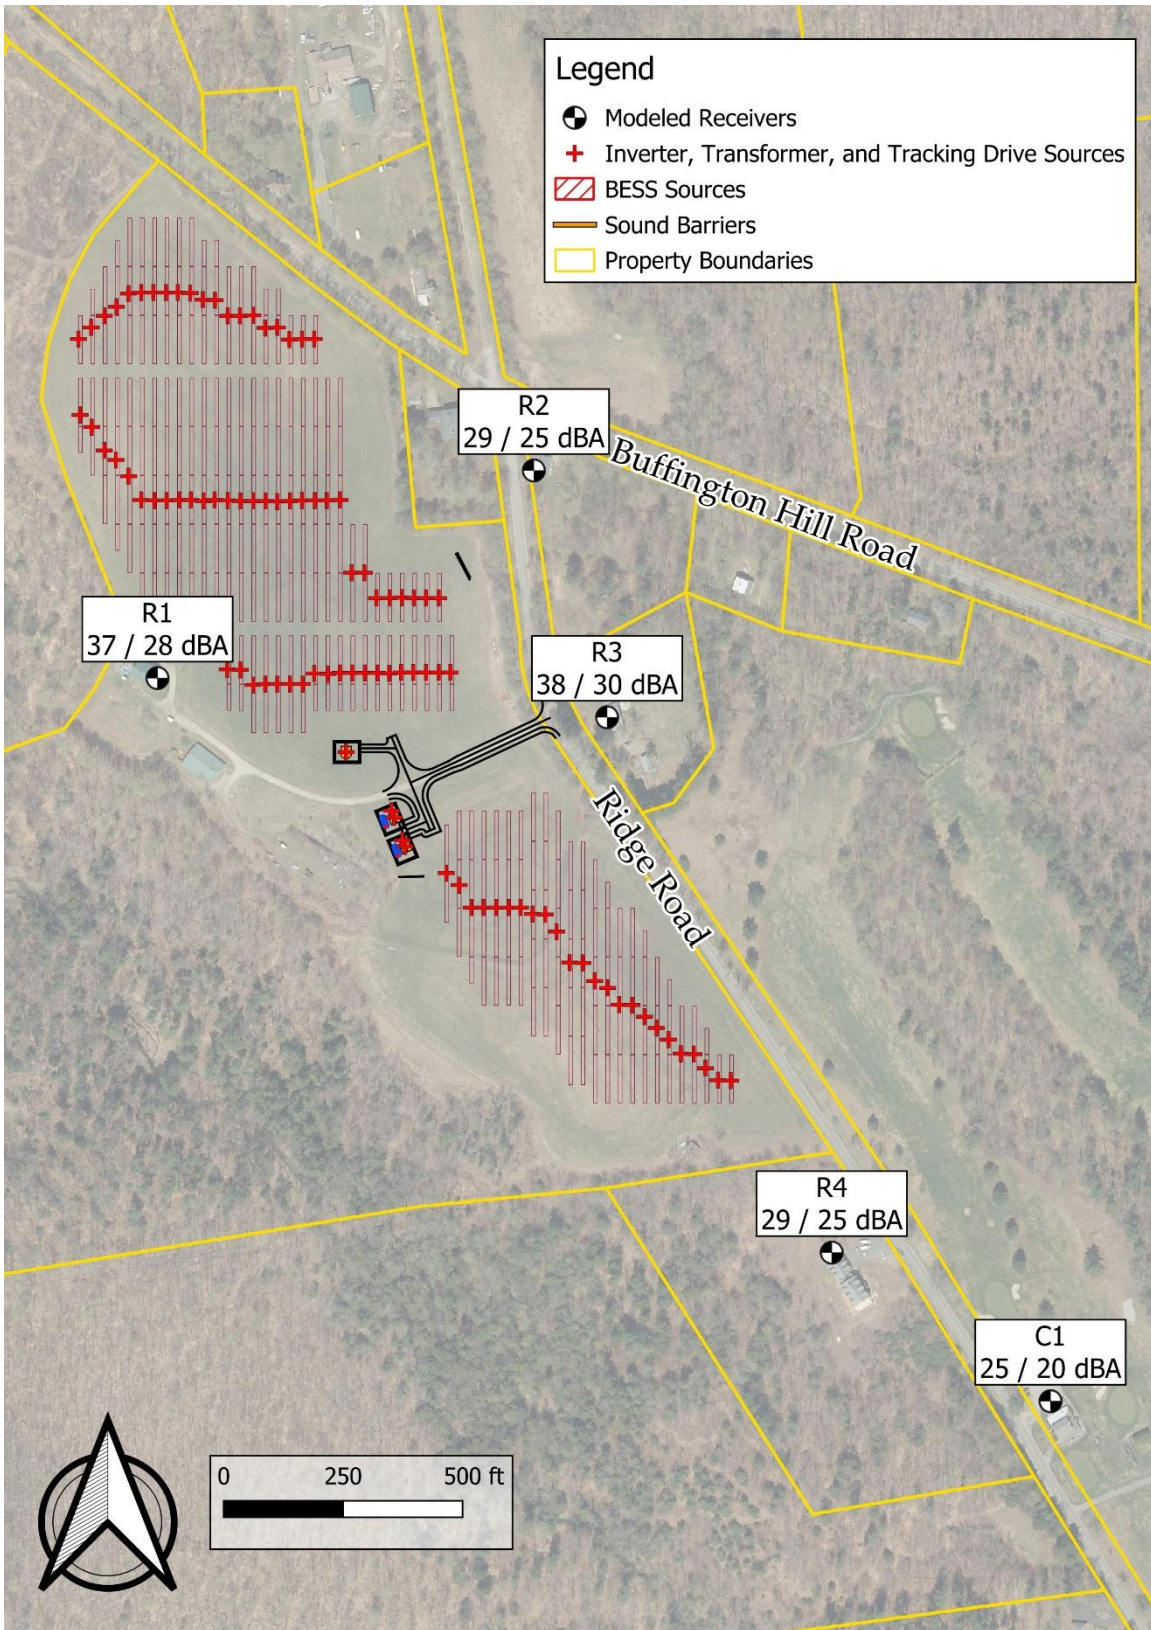 Legend
Modeled Receivers
Inverter, Transformer, and Tracking Drive Sources
BESS Sources
Sound Barriers
Property Boundaries
R2
29 / 25 dBA
Buffington Hill Road
R1
37 / 28 dBA
R3
38 / 30 dBA
Ridge Road
R4
29 / 25 dBA
C1
25 / 20 dBA
0 250 500 ft